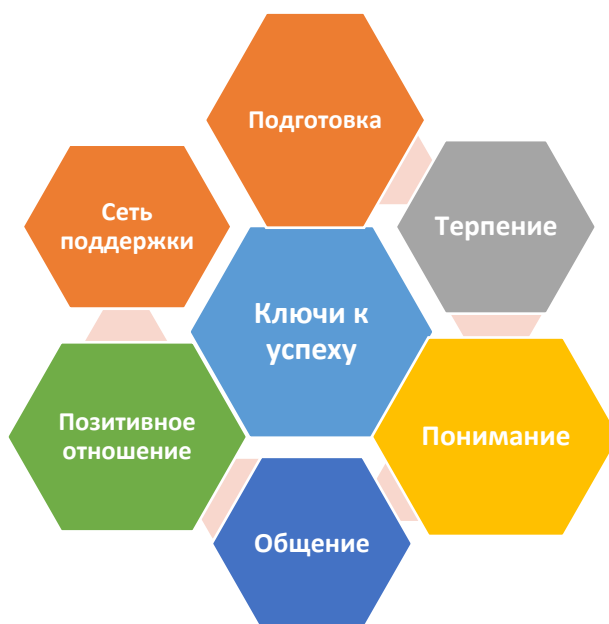 Подготовка
Терпение
Понимание
Общение
Позитивное
отношение
Сеть
поддержки
Ключи к
успеху